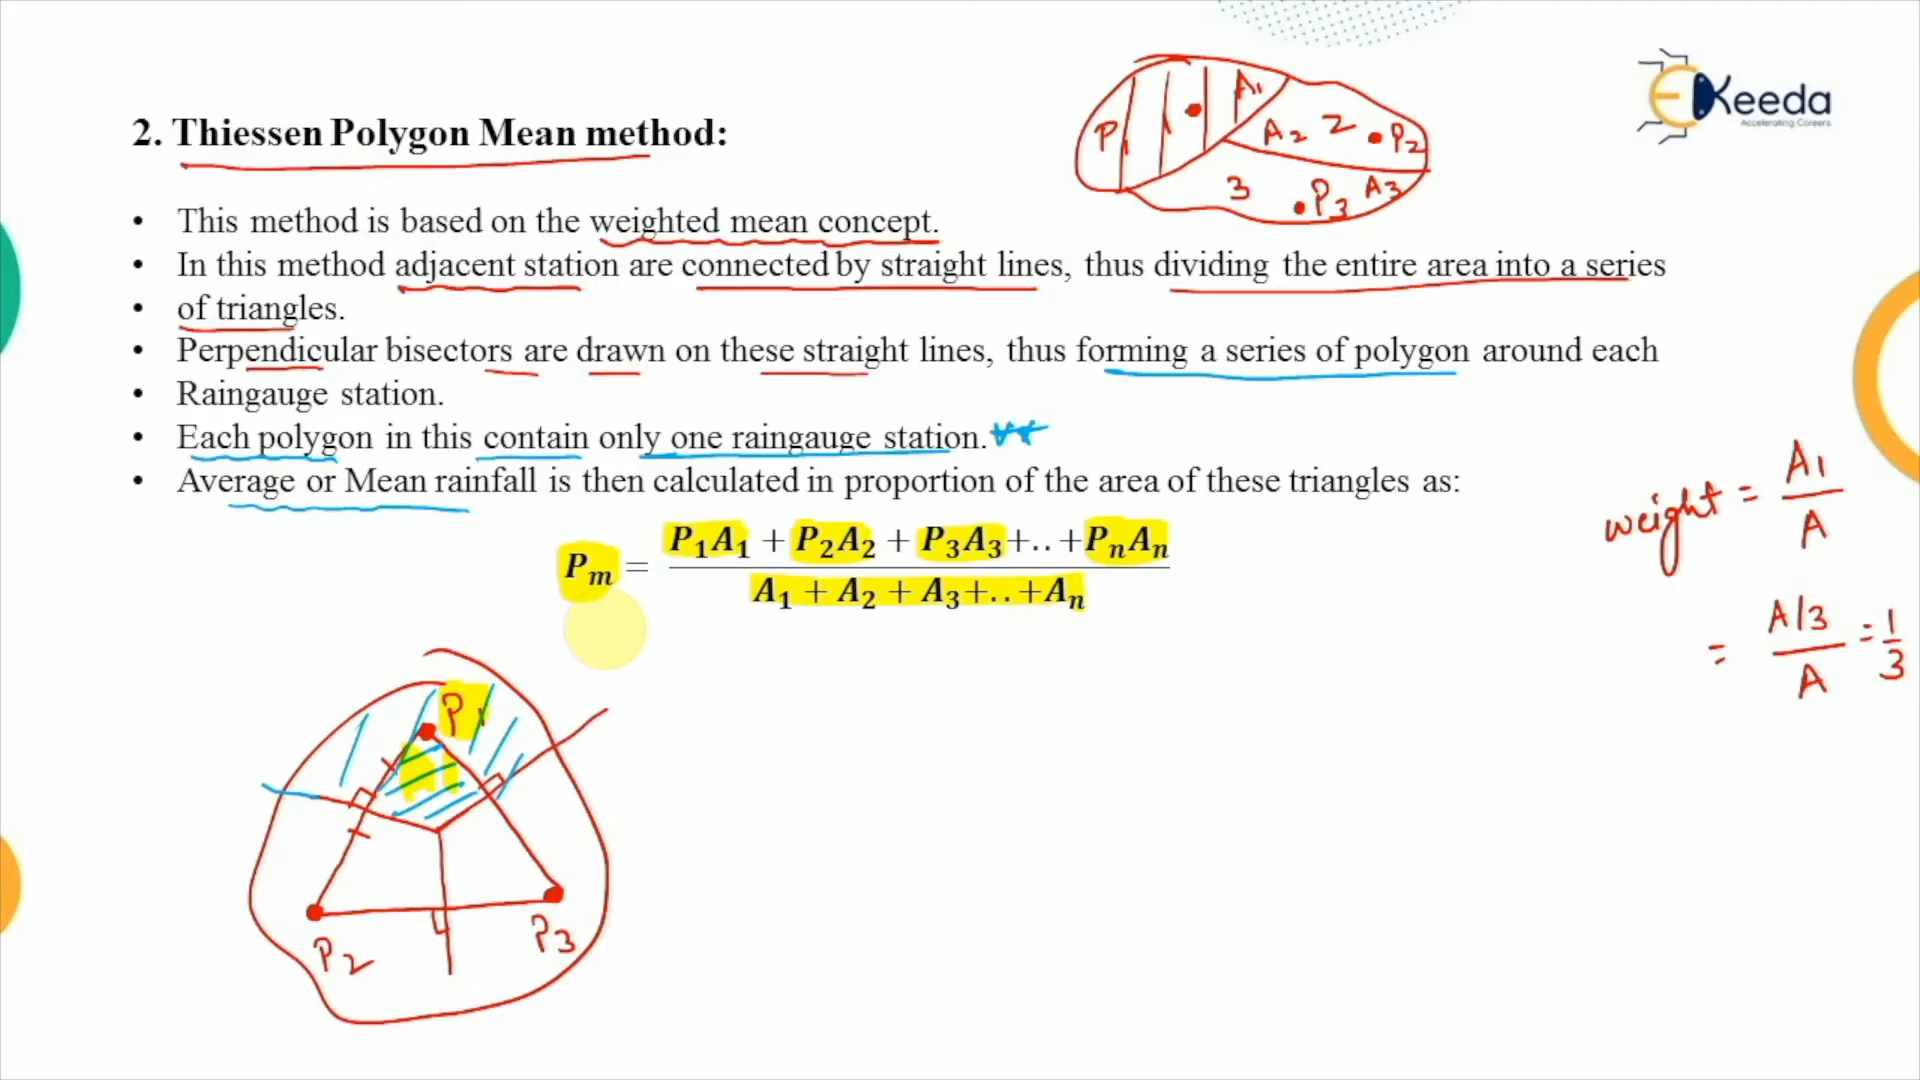 EKeeda
Accelerating Careers
2. Thiessen Polygon Mean method:
P1 A1
A2 2 P2
3 P3 A3
• This method is based on the weighted mean concept.
• In this method adjacent station are connected by straight lines, thus dividing the entire area into a series
• of triangles.
• Perpendicular bisectors are drawn on these straight lines, thus forming a series of polygon around each
• Raingauge station.
• Each polygon in this contain only one raingauge station.
• Average or Mean rainfall is then calculated in proportion of the area of these triangles as:
Pm = (P1A1 + P2A2 + P3A3+..+PnAn) / (A1 + A2 + A3+..+An)
weight = A1/A
= (A/3)/A = 1/3
P1
A1
P2
P3